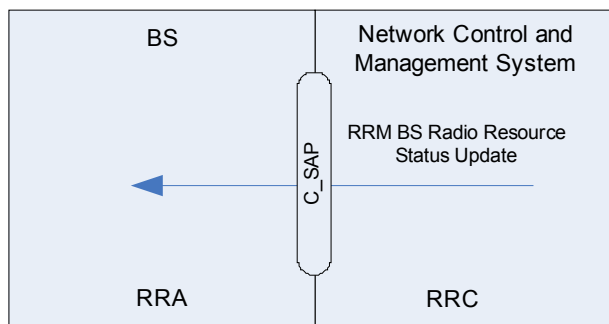 BS
Network Control and
Management System
C_SAP
RRM BS Radio Resource
Status Update
RRA
RRC